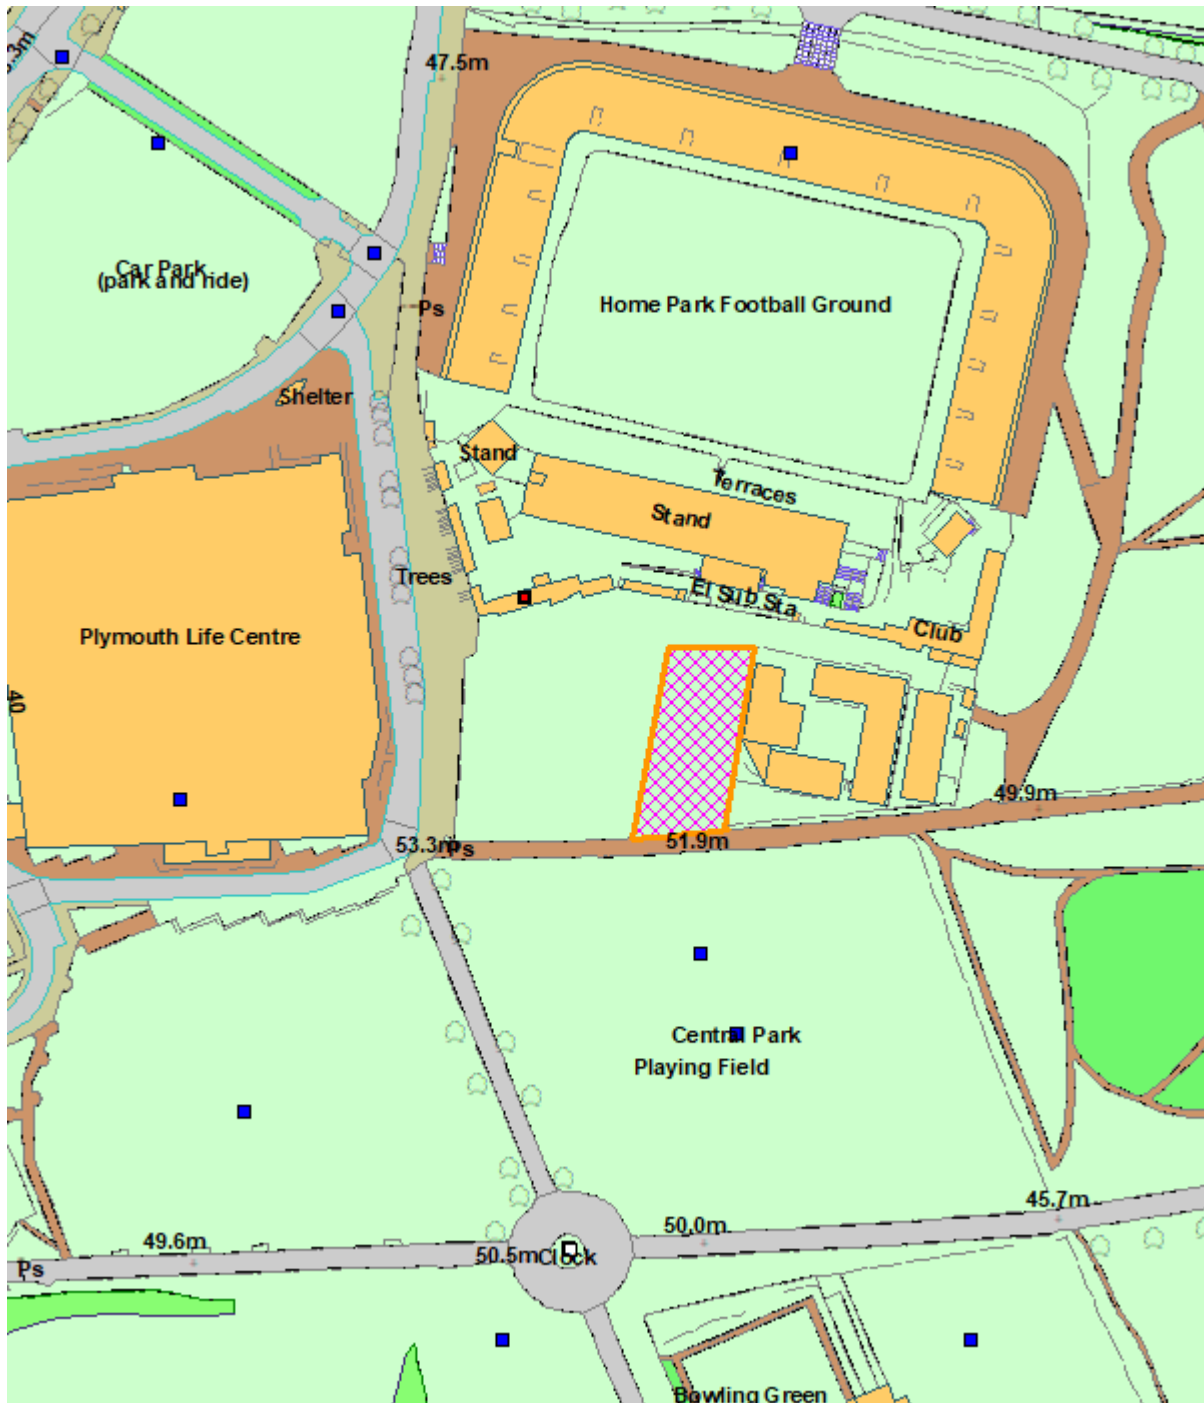 .3m
47.5m
Car Park
(park and ride)
Home Park Football Ground
Ps
Shelter
Stand
Terraces
Stand
Trees
El Sub Sta
Club
Plymouth Life Centre
40
49.9m
53.3m
Ps
51.9m
Central Park
Playing Field
45.7m
50.0m
49.6m
50.5m
Clock
Ps
Bowling Green